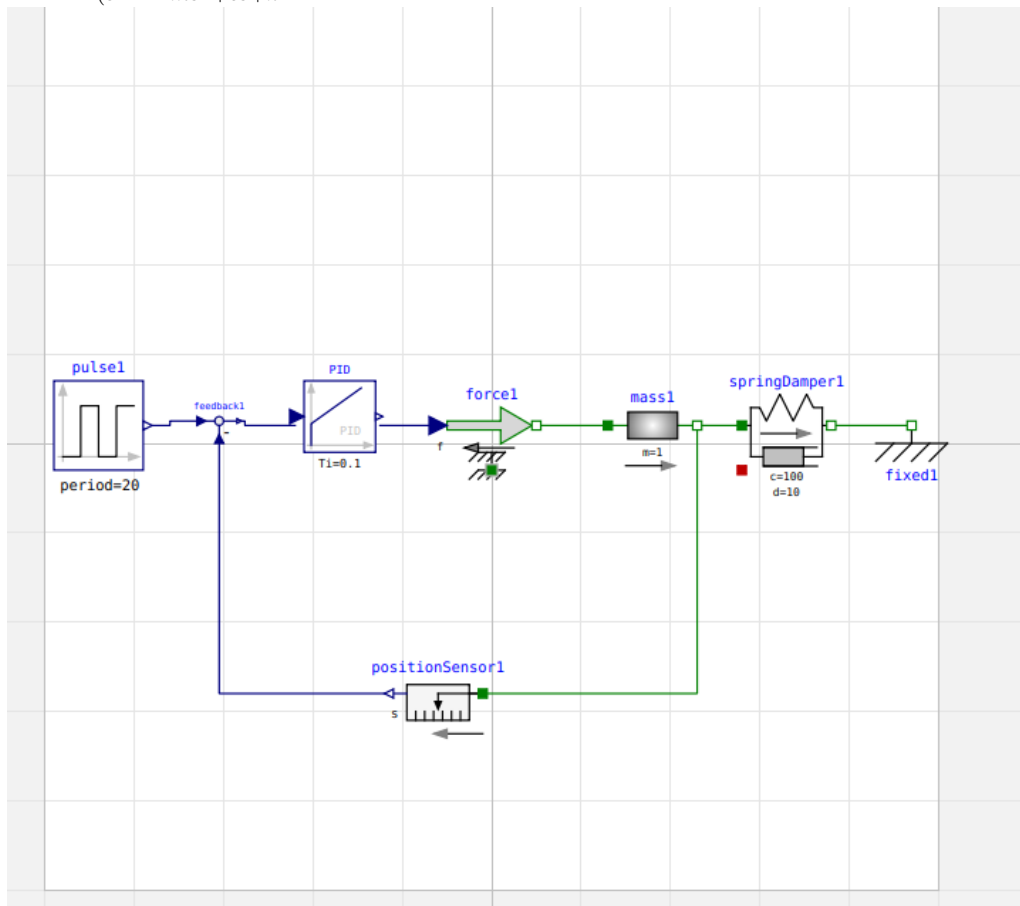 pulse1
period=20
feedback1
-
PID
PID
Ti=0.1
force1
f
mass1
m=1
springDamper1
c=100
d=10
fixed1
positionSensor1
s